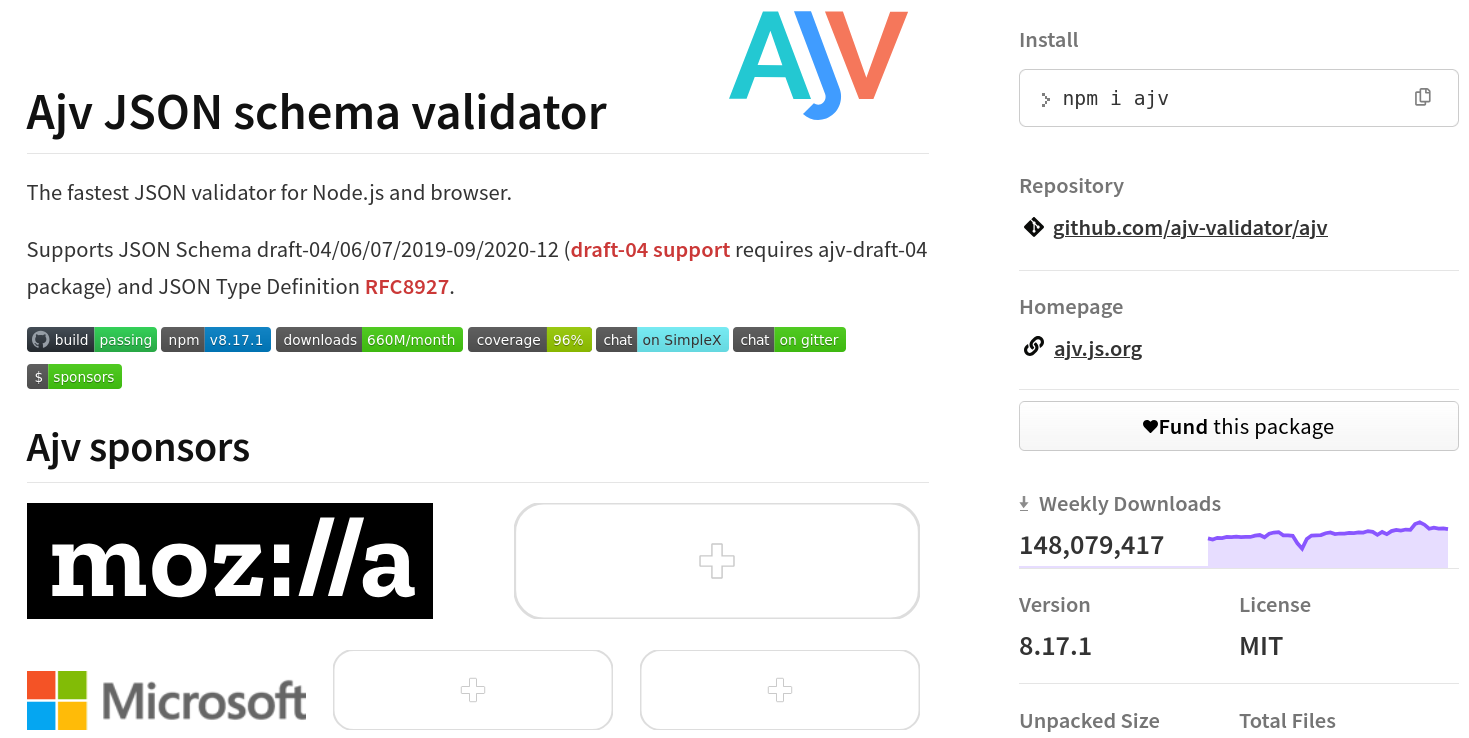 AJV
Ajv JSON schema validator
The fastest JSON validator for Node.js and browser.
Supports JSON Schema draft-04/06/07/2019-09/2020-12 (draft-04 support requires ajv-draft-04
package) and JSON Type Definition RFC8927.
build passing npm v8.17.1 downloads 660M/month coverage 96% chat on SimpleX chat on gitter
$ sponsors
Ajv sponsors
moz://a
Microsoft
Install
npm i ajv
Repository
github.com/ajv-validator/ajv
Homepage
ajv.js.org
Fund this package
Weekly Downloads
148,079,417
Version License
8.17.1 MIT
Unpacked Size Total Files